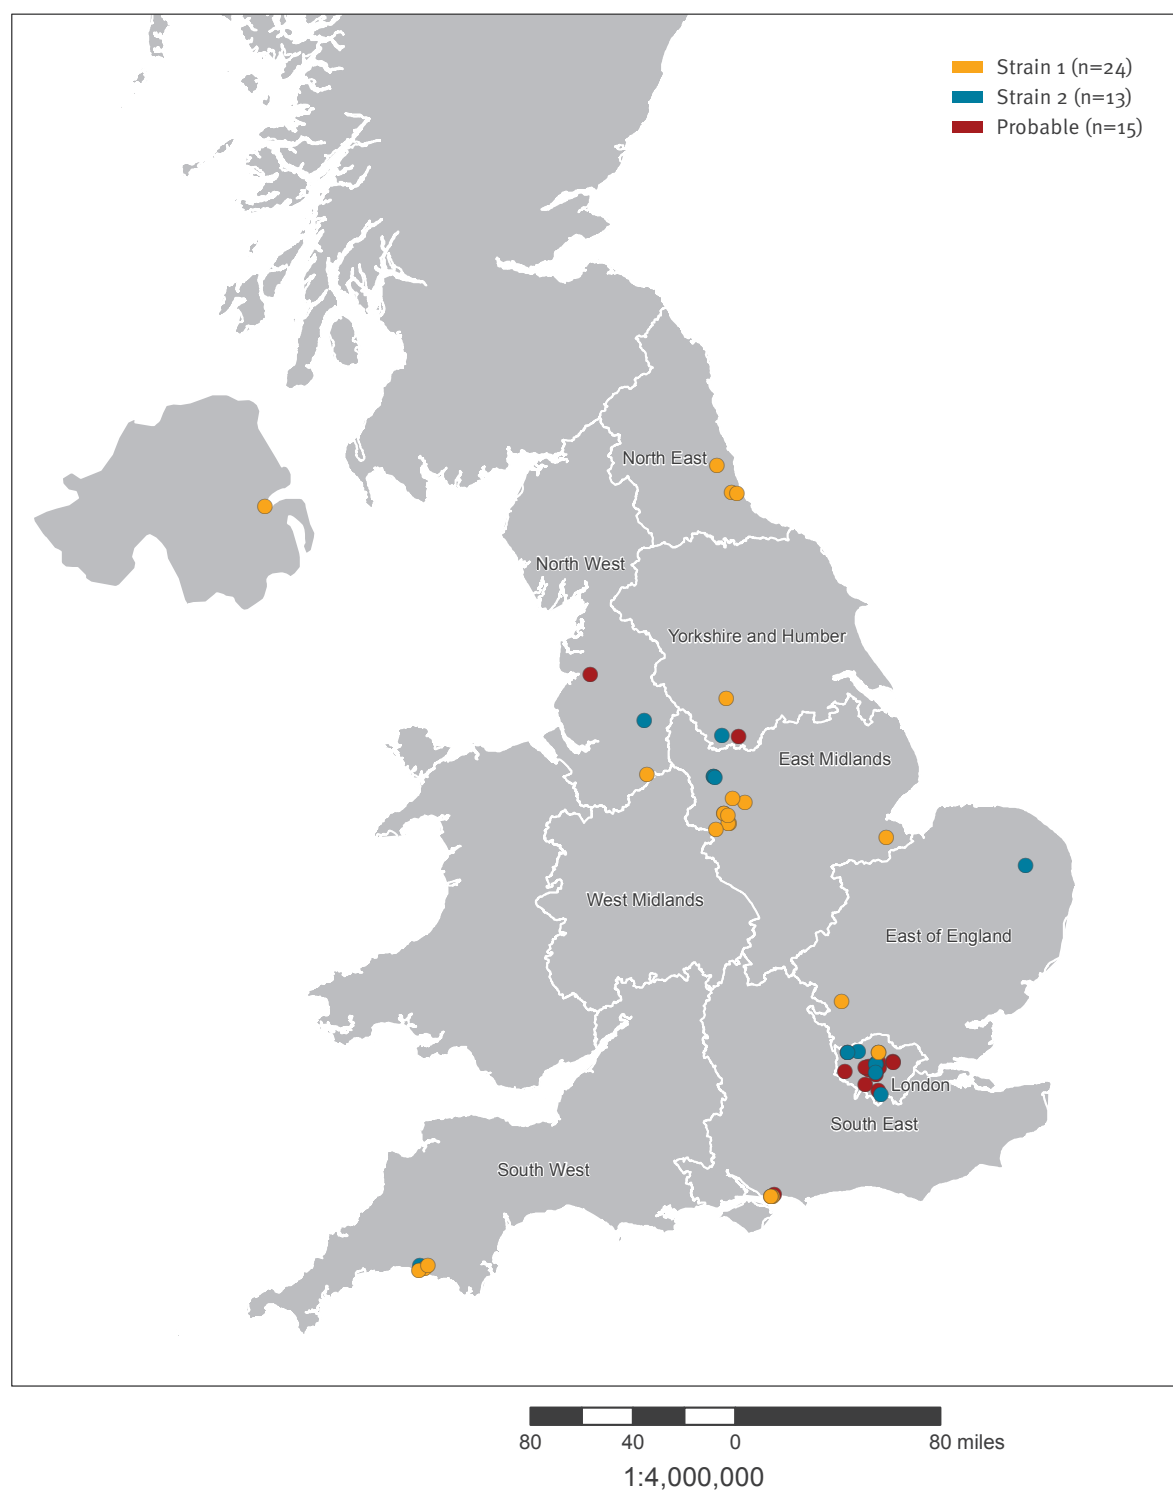 Strain 1 (n=24)
Strain 2 (n=13)
Probable (n=15)
North East
North West
Yorkshire and Humber
East Midlands
West Midlands
East of England
London
South East
South West
80 40 0 80 miles
1:4,000,000